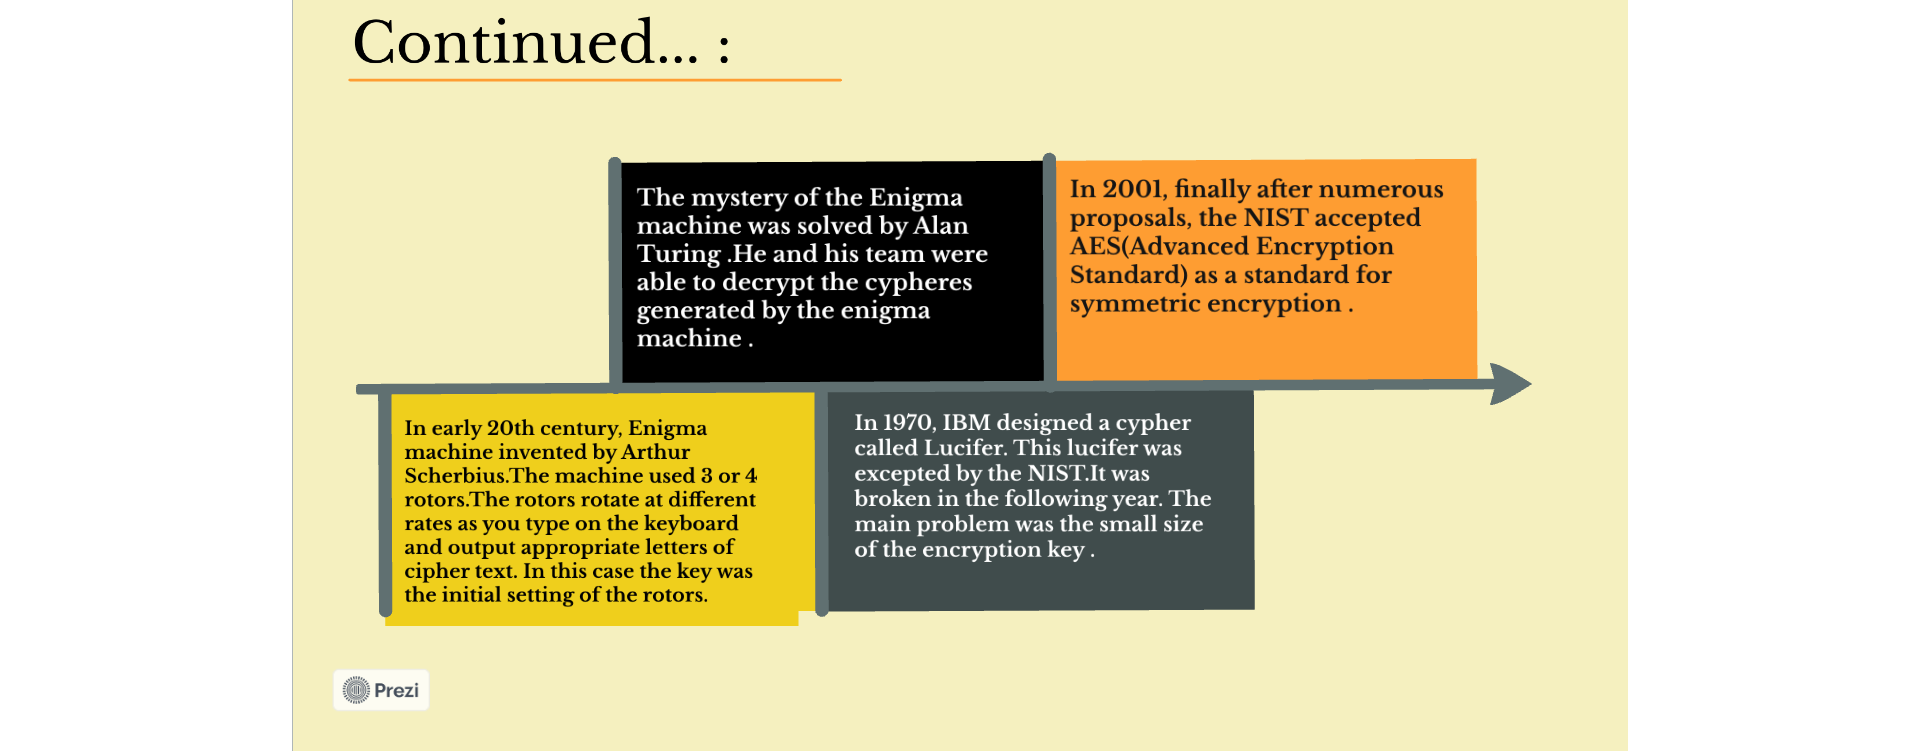 Continued... :
The mystery of the Enigma
machine was solved by Alan
Turing .He and his team were
able to decrypt the cypheres
generated by the enigma
machine .
In 2001, finally after numerous
proposals, the NIST accepted
AES(Advanced Encryption
Standard) as a standard for
symmetric encryption .
In early 20th century, Enigma
machine invented by Arthur
Scherbius.The machine used 3 or 4
rotors.The rotors rotate at different
rates as you type on the keyboard
and output appropriate letters of
cipher text. In this case the key was
the initial setting of the rotors.
In 1970, IBM designed a cypher
called Lucifer. This lucifer was
excepted by the NIST.It was
broken in the following year. The
main problem was the small size
of the encryption key .
Prezi